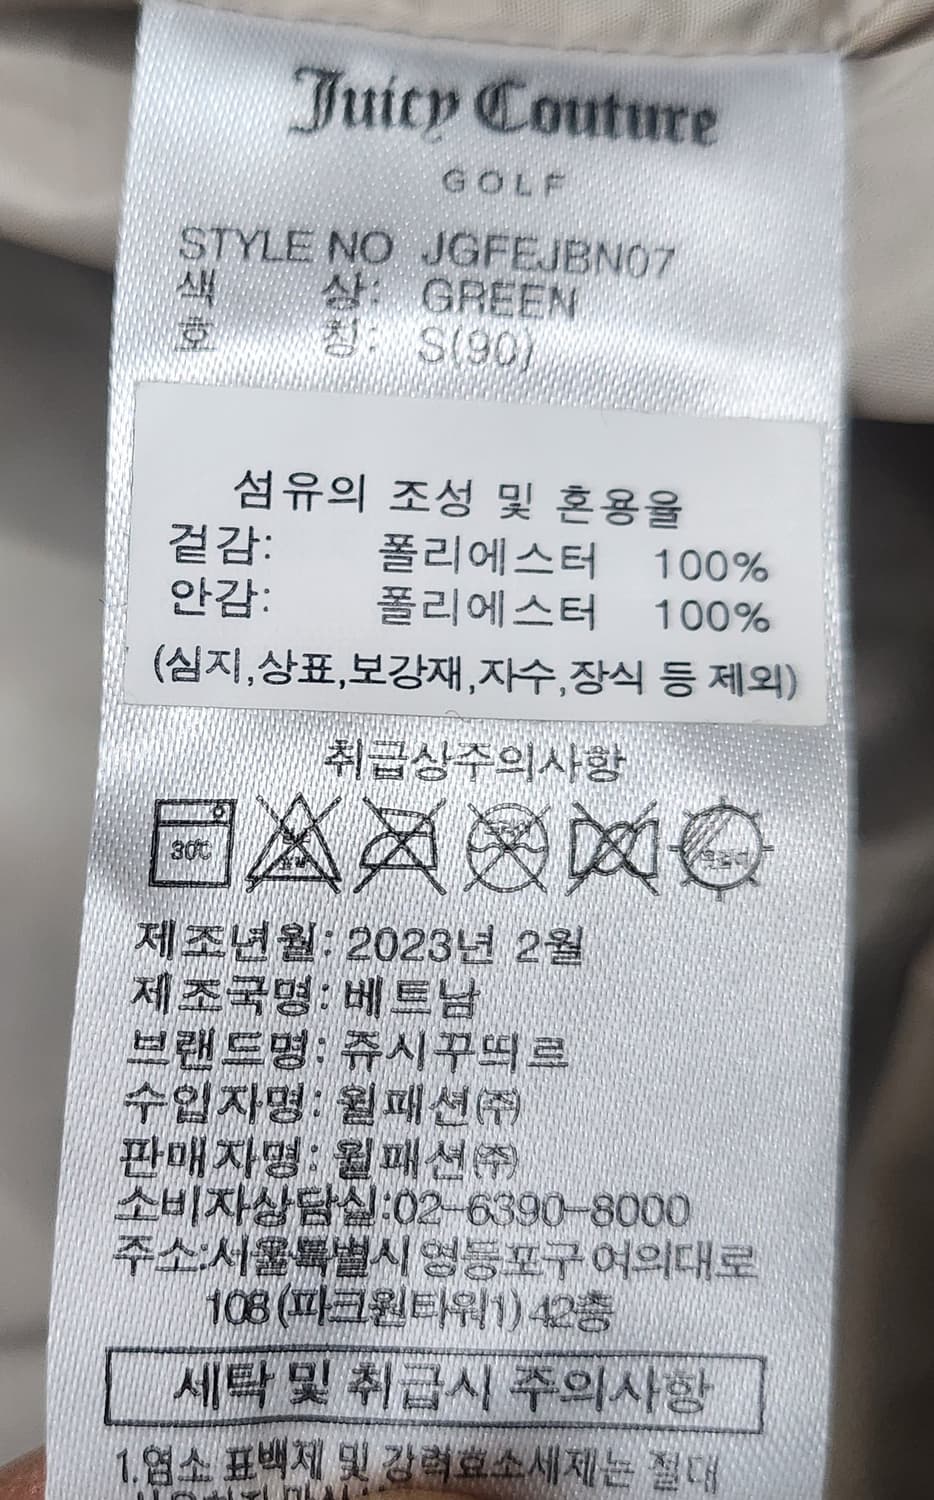 Juicy Couture
GOLF
STYLE NO JGFEJBN07
색 상: GREEN
호 칭: S(90)
섬유의 조성 및 혼용율
겉감: 폴리에스터 100%
안감: 폴리에스터 100%
(심지,상표,보강재,자수,장식 등 제외)
취급상주의사항
30℃
제조년월: 2023년 2월
제조국명: 베트남
브랜드명: 쥬시꾸띄르
수입자명: 월패션㈜
판매자명: 월패션㈜
소비자상담실:02-6390-8000
주소:서울특별시 영등포구 여의대로
108 (파크원타워1) 42층
세탁 및 취급시 주의사항
1.염소 표백제 및 강력효소세제는 절대